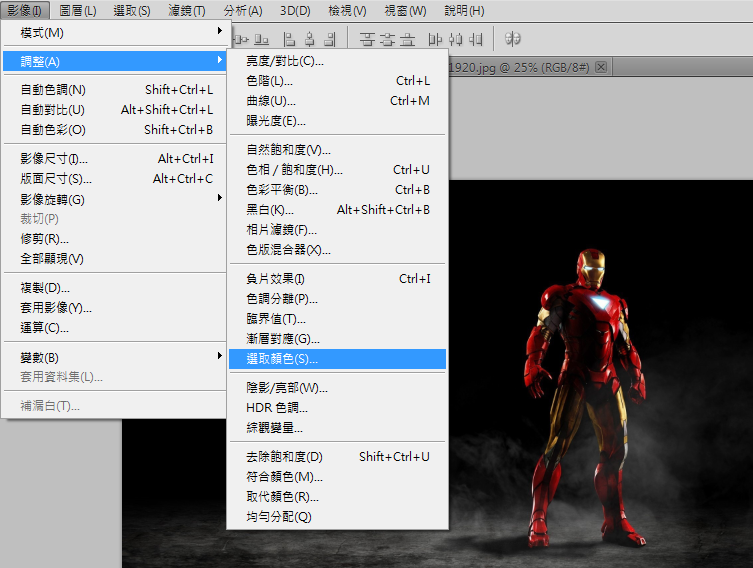 影像(I) 圖層(L) 選取(S) 濾鏡(T) 分析(A) 3D(D) 檢視(V) 視窗(W) 說明(H)
1920.jpg @ 25% (RGB/8#)
模式(M)
調整(A)
自動色調(N) Shift+Ctrl+L
自動對比(U) Alt+Shift+Ctrl+L
自動色彩(O) Shift+Ctrl+B
影像尺寸(I)... Alt+Ctrl+I
版面尺寸(S)... Alt+Ctrl+C
影像旋轉(G)
裁切(P)
修剪(R)...
全部顯現(V)
複製(D)...
套用影像(Y)...
運算(C)...
變數(B)
套用資料集(L)...
補漏白(T)...
亮度/對比(C)...
色階(L)... Ctrl+L
曲線(U)... Ctrl+M
曝光度(E)...
自然飽和度(V)...
色相/飽和度(H)... Ctrl+U
色彩平衡(B)... Ctrl+B
黑白(K)... Alt+Shift+Ctrl+B
相片濾鏡(F)...
色版混合器(X)...
負片效果(I) Ctrl+I
色調分離(P)...
臨界值(T)...
漸層對應(G)...
選取顏色(S)...
陰影/亮部(W)...
HDR 色調...
綜觀變量...
去除飽和度(D) Shift+Ctrl+U
符合顏色(M)...
取代顏色(R)...
均勻分配(Q)